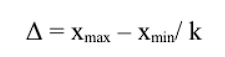 Δ = xmax – xmin/ k